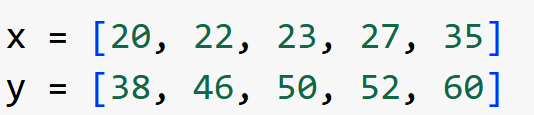 x = [20, 22, 23, 27, 35]
y = [38, 46, 50, 52, 60]